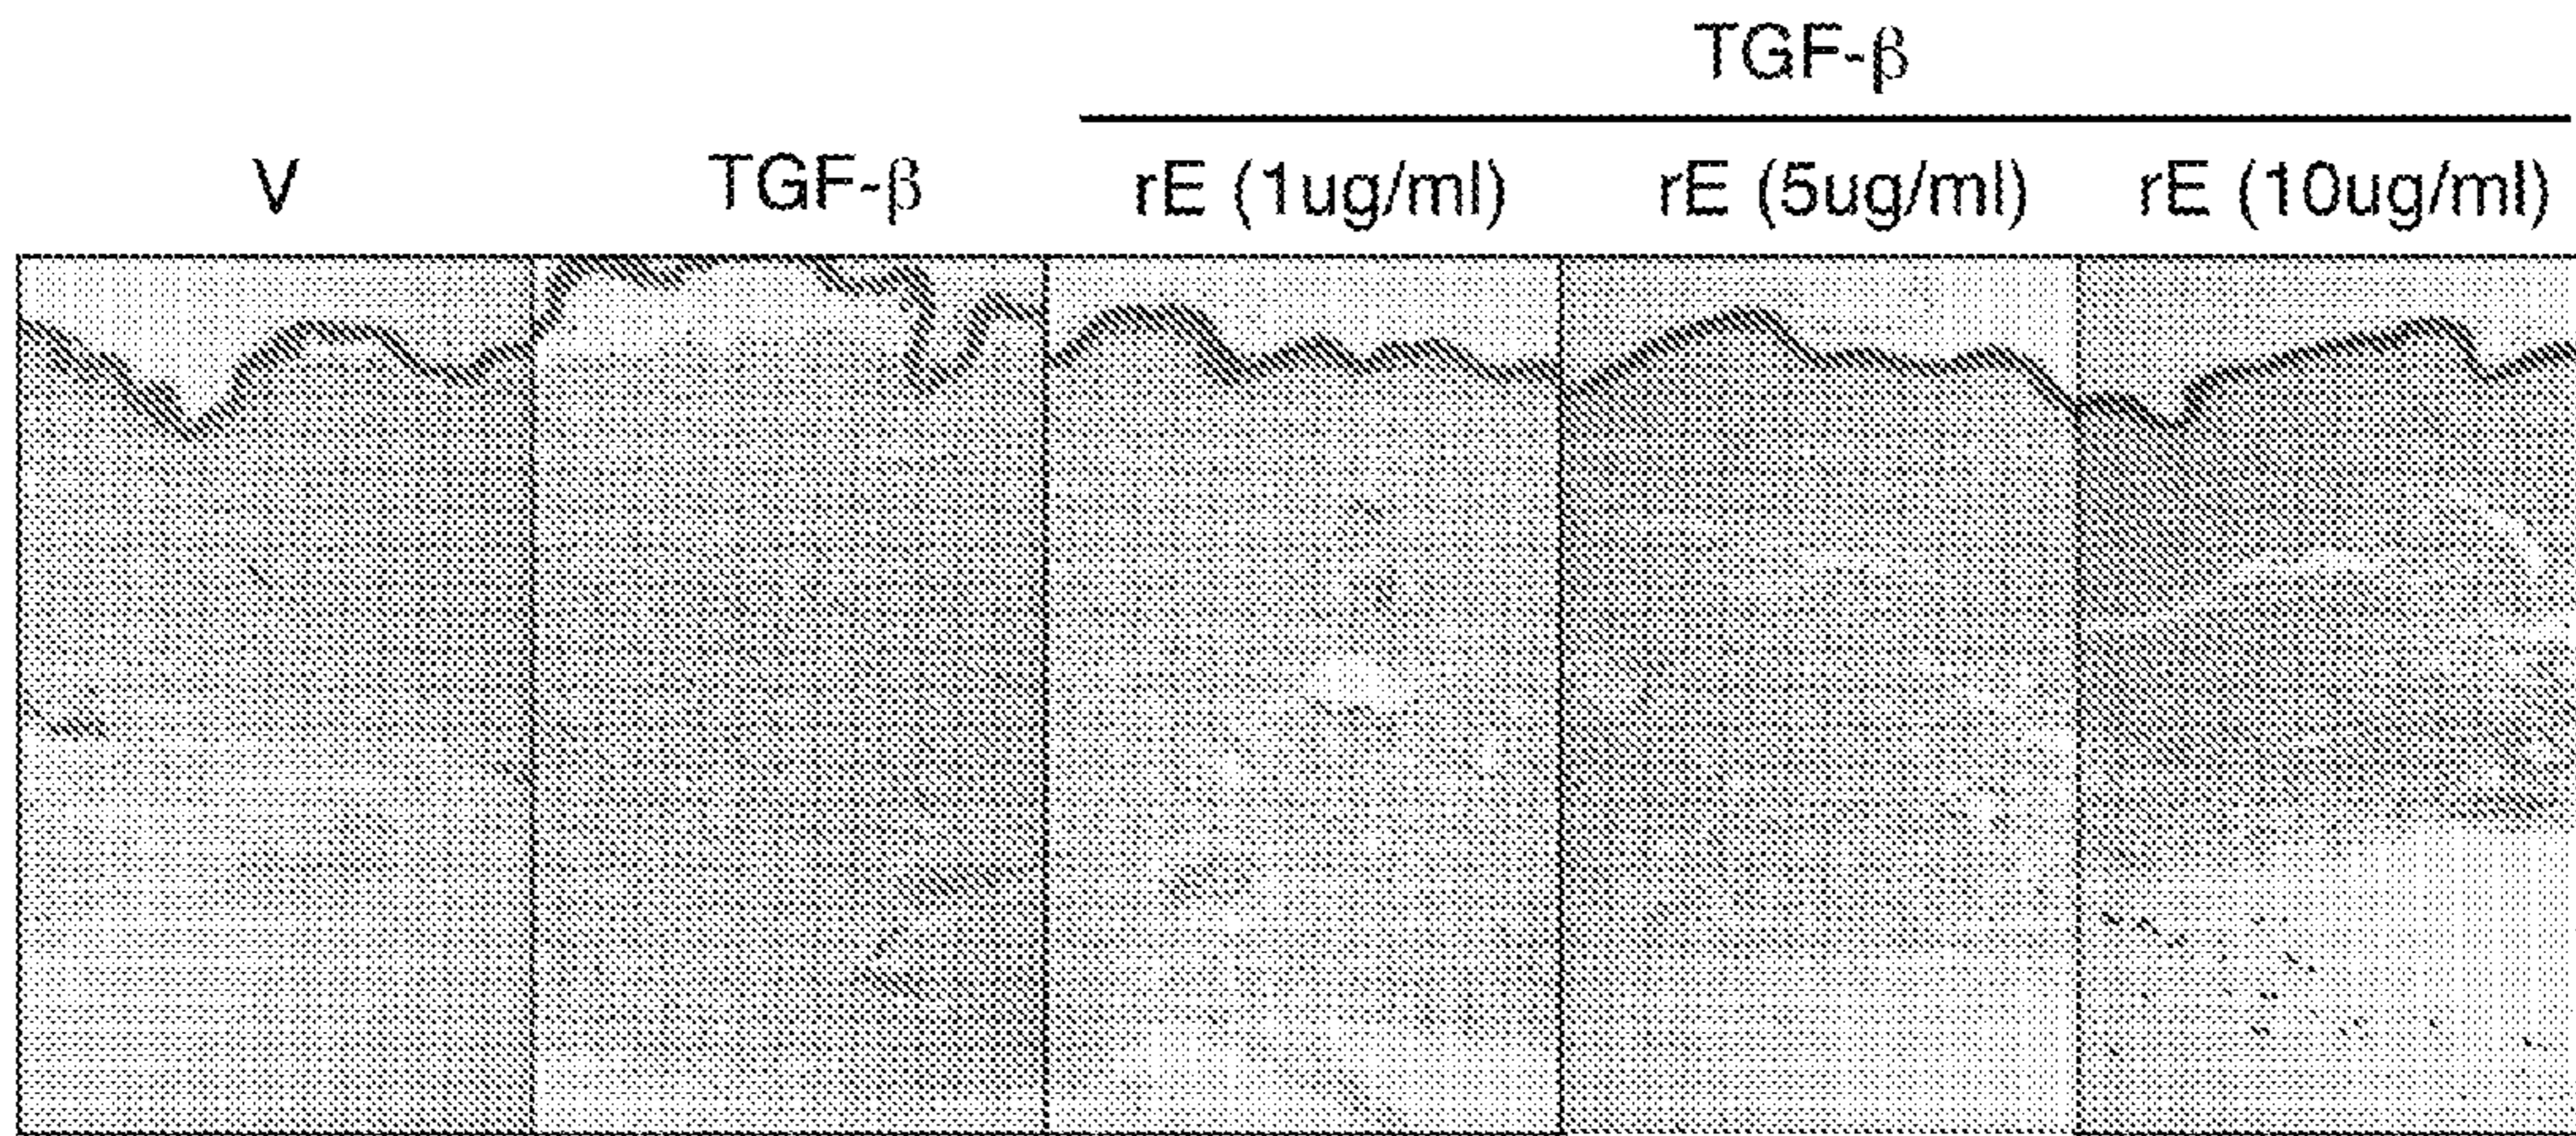 TGF-β
V TGF-β rE (1ug/ml) rE (5ug/ml) rE (10ug/ml)